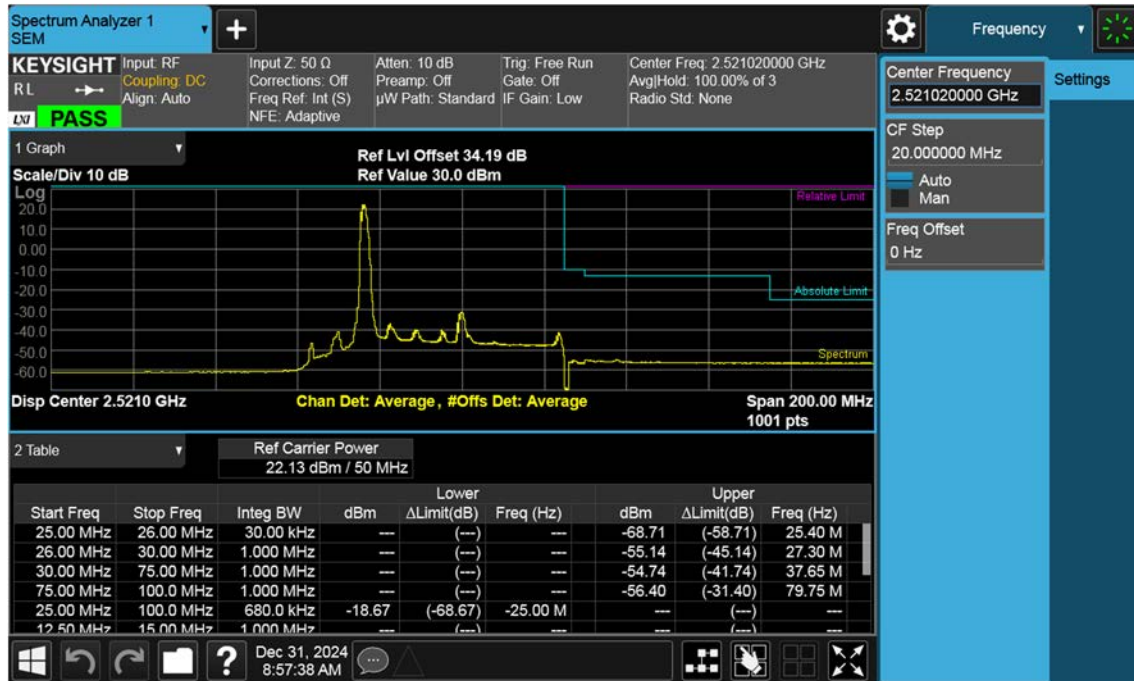 Spectrum Analyzer 1
SEM
Frequency
KEYSIGHT
R L
LXI
PASS
Input: RF
Coupling: DC
Align: Auto
Input Z: 50 Ω
Corrections: Off
Freq Ref: Int (S)
NFE: Adaptive
Atten: 10 dB
Preamp: Off
µW Path: Standard
Trig: Free Run
Gate: Off
IF Gain: Low
Center Freq: 2.521020000 GHz
Avg|Hold: 100.00% of 3
Radio Std: None
Center Frequency
2.521020000 GHz
Settings
CF Step
20.000000 MHz
Auto
Man
Freq Offset
0 Hz
1 Graph
Scale/Div 10 dB
Ref Lvl Offset 34.19 dB
Ref Value 30.0 dBm
Log
20.0
10.0
0.00
-10.0
-20.0
-30.0
-40.0
-50.0
-60.0
Relative Limit
Absolute Limit
Spectrum
Disp Center 2.5210 GHz
Chan Det: Average, #Offs Det: Average
Span 200.00 MHz
1001 pts
2 Table
Ref Carrier Power
22.13 dBm / 50 MHz
Lower Upper
Start Freq Stop Freq Integ BW dBm ΔLimit(dB) Freq (Hz) dBm ΔLimit(dB) Freq (Hz)
25.00 MHz 26.00 MHz 30.00 kHz --- (---) --- -68.71 (-58.71) 25.40 M
26.00 MHz 30.00 MHz 1.000 MHz --- (---) --- -55.14 (-45.14) 27.30 M
30.00 MHz 75.00 MHz 1.000 MHz --- (---) --- -54.74 (-41.74) 37.65 M
75.00 MHz 100.0 MHz 1.000 MHz --- (---) --- -56.40 (-31.40) 79.75 M
25.00 MHz 100.0 MHz 680.0 kHz -18.67 (-68.67) -25.00 M --- (---) ---
12.50 MHz 15.00 MHz 1.000 MHz --- (---) --- --- (---) ---
Dec 31, 2024
8:57:38 AM